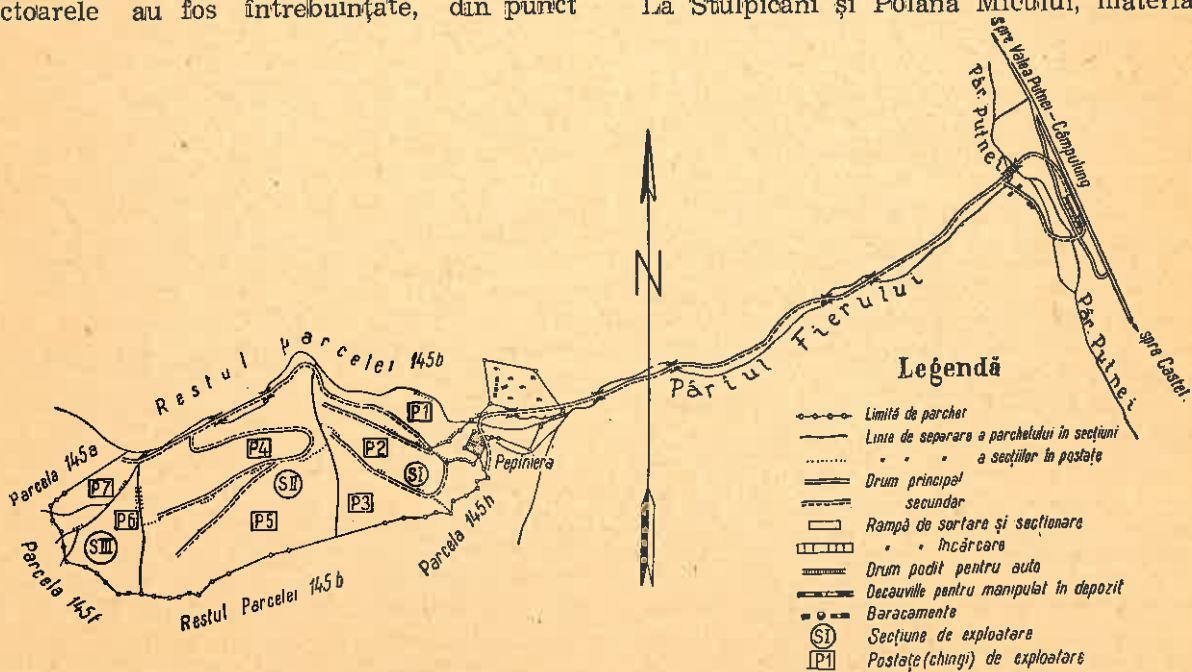 ctoarele au fos întrebuințate, din punct
La Stulpicani și Poiana Micului, materia
spre Valea Putnei-Câmpulung
Pâr. Putnei
Pâr. Putnei
spre Castel.
N
Pârîul Fierului
Restul parcelei 145b
P1
P2
P4
SI
Pepiniera
Parcela 145a
P7
SII
P3
P6
P5
SIII
Parcela 145h
Parcela 145f
Restul Parcelei 145b
Legendă
Limită de parchet
Linie de separare a parchetului în secțiuni
" " " a secțiilor în postațe
Drum principal
secundar
Rampă de sortare și secționare
" " încărcare
Drum podit pentru auto
Decauville pentru manipulat în depozit
Baracamente
SI Secțiune de exploatare
P1 Postațe (chingi) de exploatare